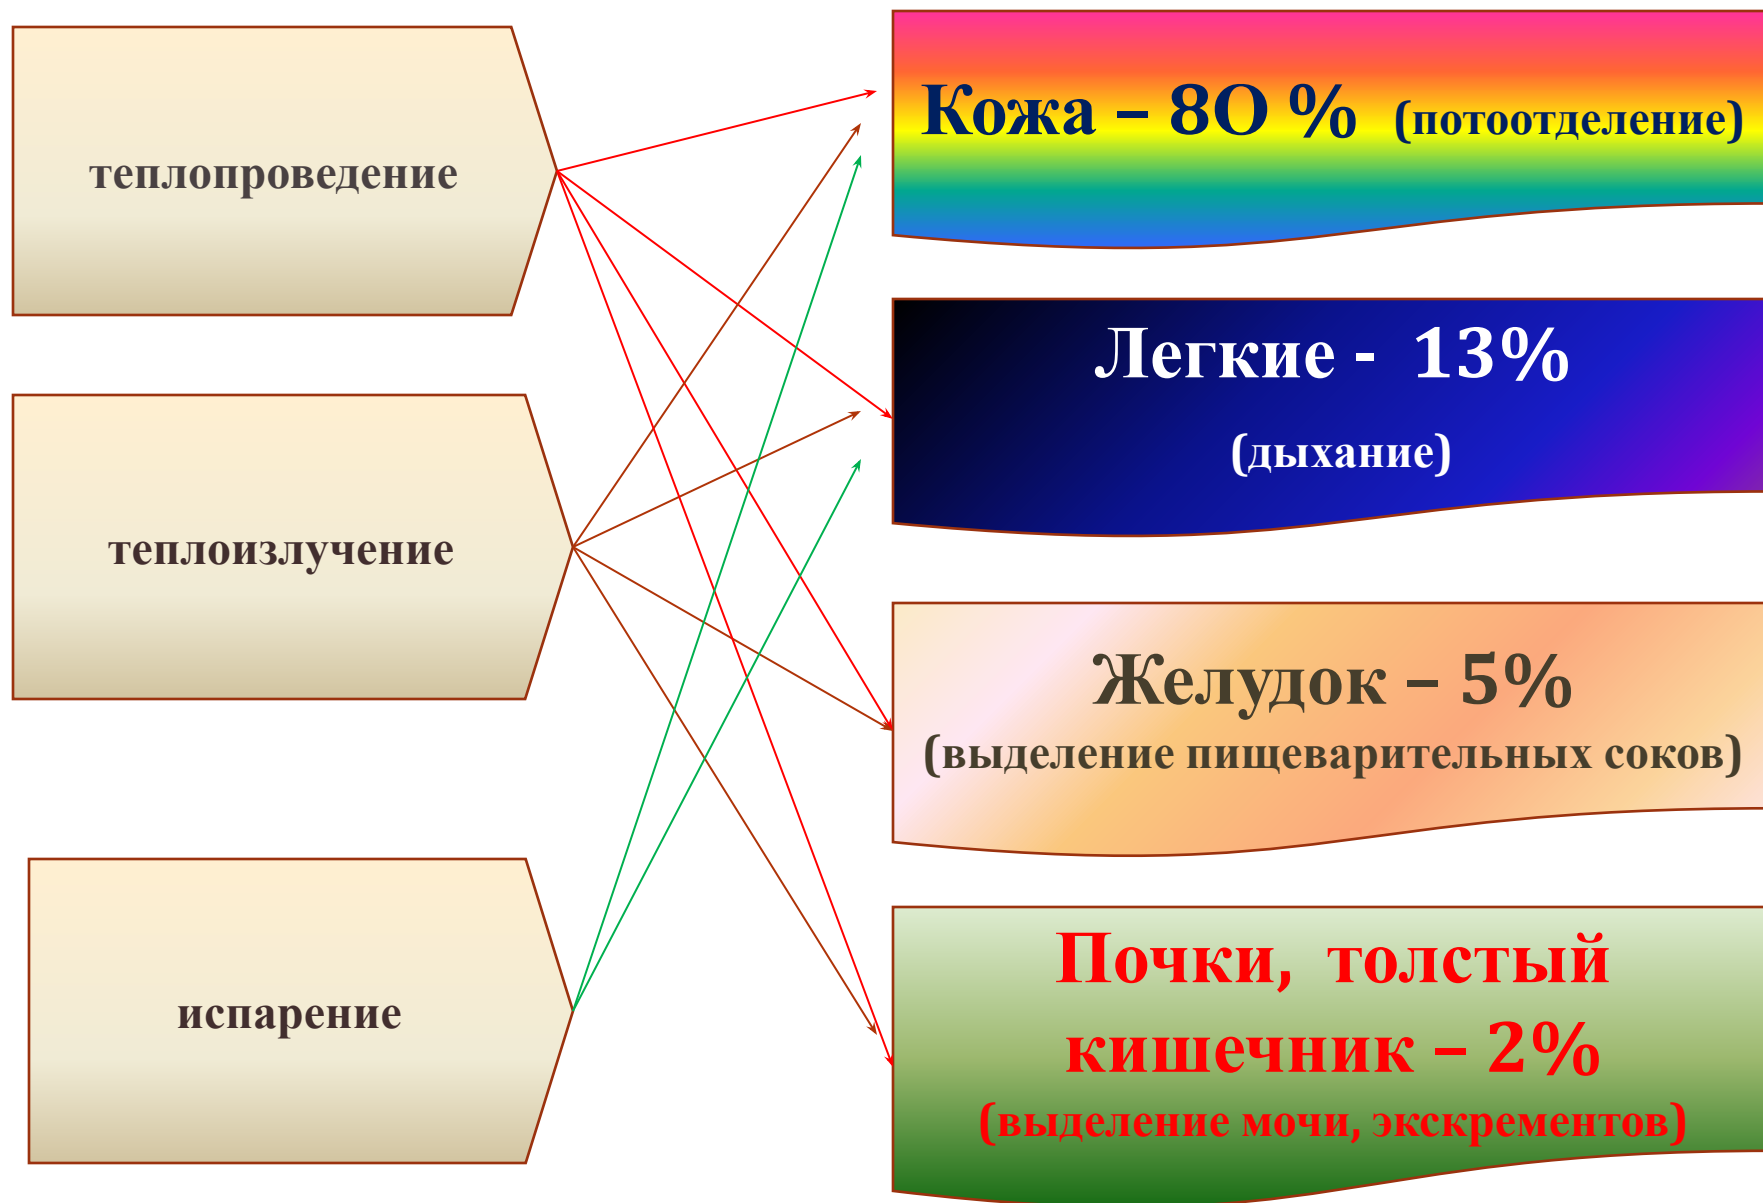 теплопроведение
теплоизлучение
испарение
Кожа – 8О % (потоотделение)
Легкие - 13%
(дыхание)
Желудок – 5%
(выделение пищеварительных соков)
Почки, толстый
кишечник – 2%
(выделение мочи, экскрементов)